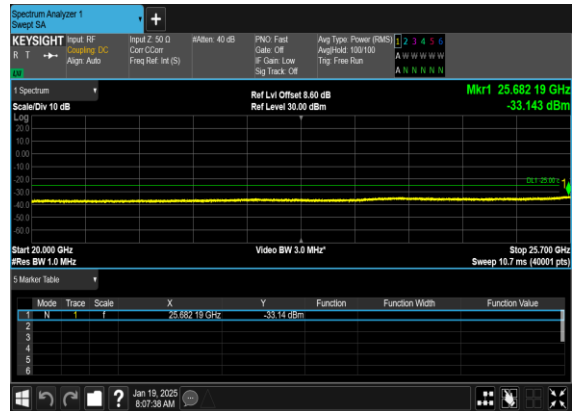 Spectrum Analyzer 1
Swept SA
KEYSIGHT Input: RF Input Z: 50 Ω #Atten: 40 dB PNO: Fast Avg Type: Power (RMS) 1 2 3 4 5 6
R T Coupling: DC Corr CCorr Gate: Off Avg|Hold: 100/100 A W W W W W
Align: Auto Freq Ref: Int (S) IF Gain: Low Trig: Free Run
Sig Track: Off A N N N N N
1 Spectrum Ref Lvl Offset 8.60 dB Mkr1 25.682 19 GHz
Scale/Div 10 dB Ref Level 30.00 dBm -33.143 dBm
Log
20.0
10.0
0.00
-10.0
-20.0
DL1 -25.00 1
-30.0
-40.0
-50.0
-60.0
Start 20.000 GHz Video BW 3.0 MHz* Stop 25.700 GHz
#Res BW 1.0 MHz Sweep 10.7 ms (40001 pts)
5 Marker Table
Mode Trace Scale X Y Function Function Width Function Value
1 N 1 f 25.682 19 GHz -33.14 dBm
2
3
4
5
6
? Jan 19, 2025
8:07:38 AM